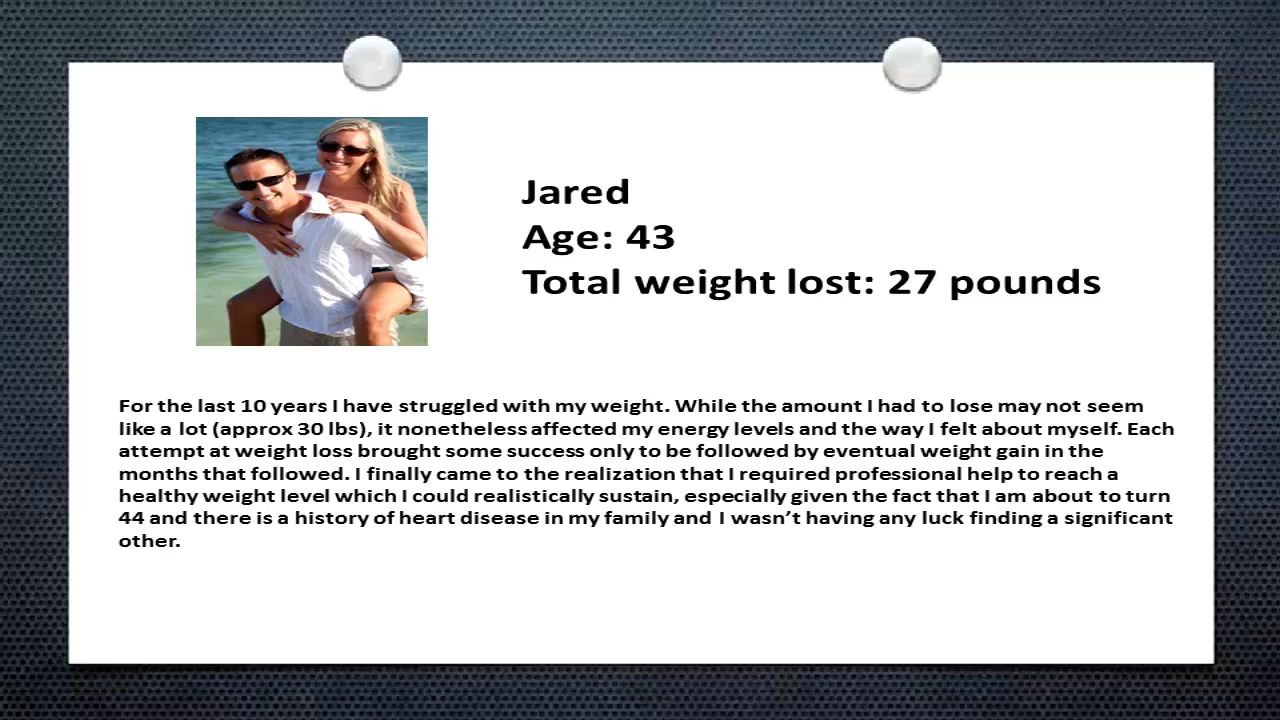 Jared
Age: 43
Total weight lost: 27 pounds
For the last 10 years I have struggled with my weight. While the amount I had to lose may not seem
like a lot (approx 30 lbs), it nonetheless affected my energy levels and the way I felt about myself. Each
attempt at weight loss brought some success only to be followed by eventual weight gain in the
months that followed. I finally came to the realization that I required professional help to reach a
healthy weight level which I could realistically sustain, especially given the fact that I am about to turn
44 and there is a history of heart disease in my family and I wasn’t having any luck finding a significant
other.